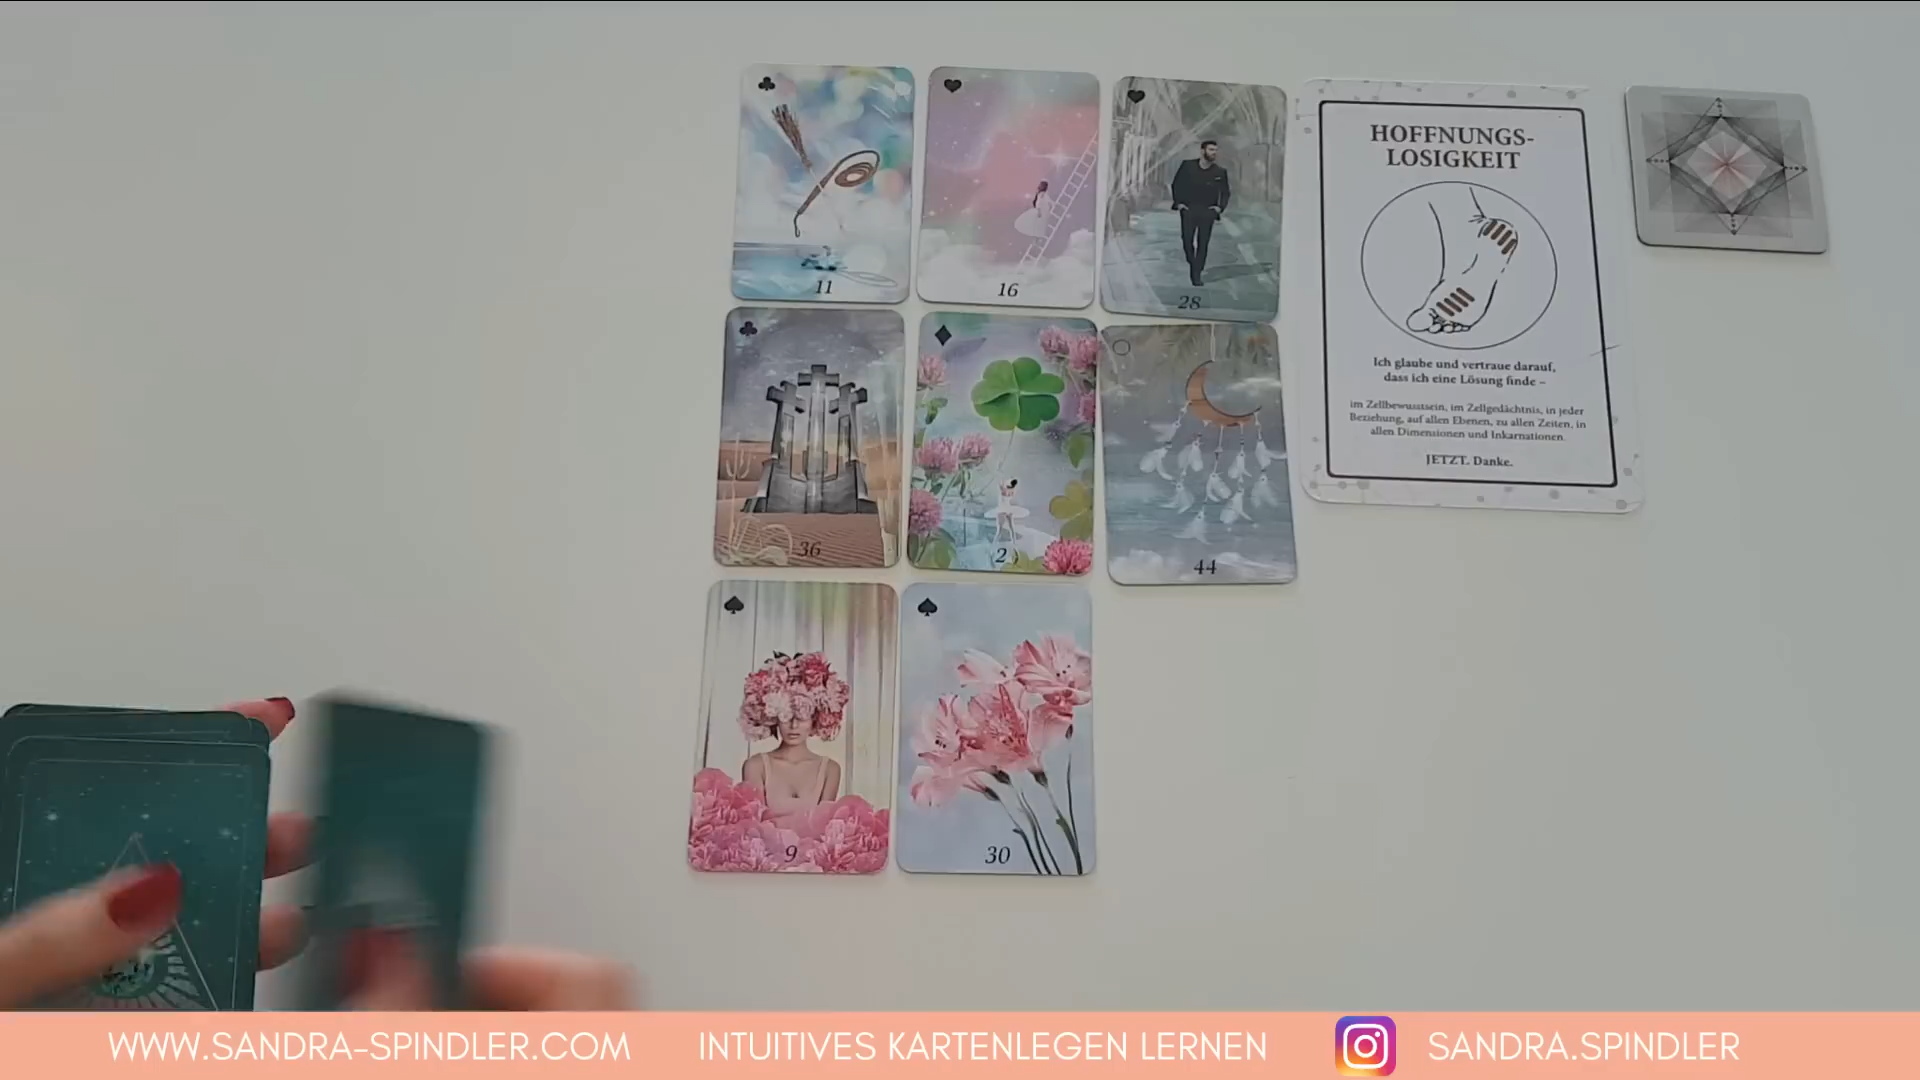 11
16
28
HOFFNUNGS-
LOSIGKEIT
Ich glaube und vertraue darauf,
dass ich eine Lösung finde –
im Zellbewusstsein, im Zellgedächtnis, in jeder
Beziehung, auf allen Ebenen, zu allen Zeiten, in
allen Dimensionen und Inkarnationen.
JETZT. Danke.
36
2
44
9
30
WWW.SANDRA-SPINDLER.COM
INTUITIVES KARTENLEGEN LERNEN
SANDRA.SPINDLER